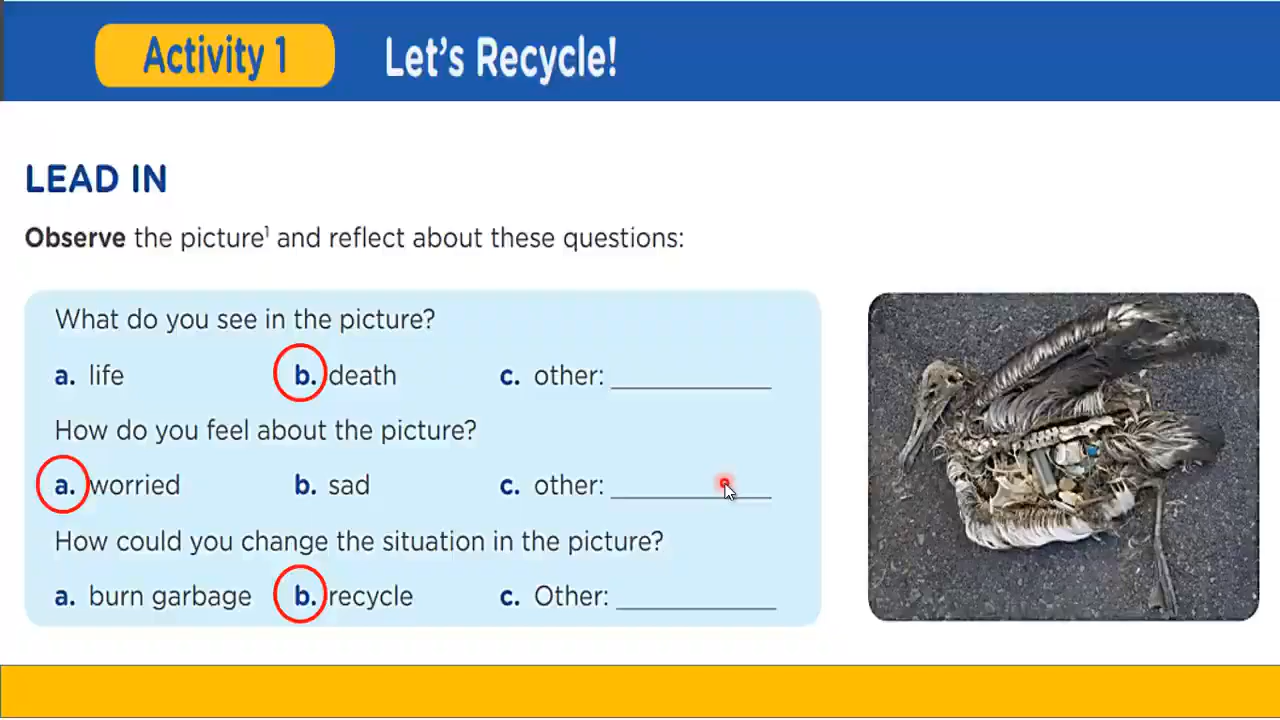 Activity 1
Let's Recycle!
LEAD IN
Observe the picture¹ and reflect about these questions:
What do you see in the picture?
a. life b. death c. other: ____________
How do you feel about the picture?
a. worried b. sad c. other: ____________
How could you change the situation in the picture?
a. burn garbage b. recycle c. Other: ____________